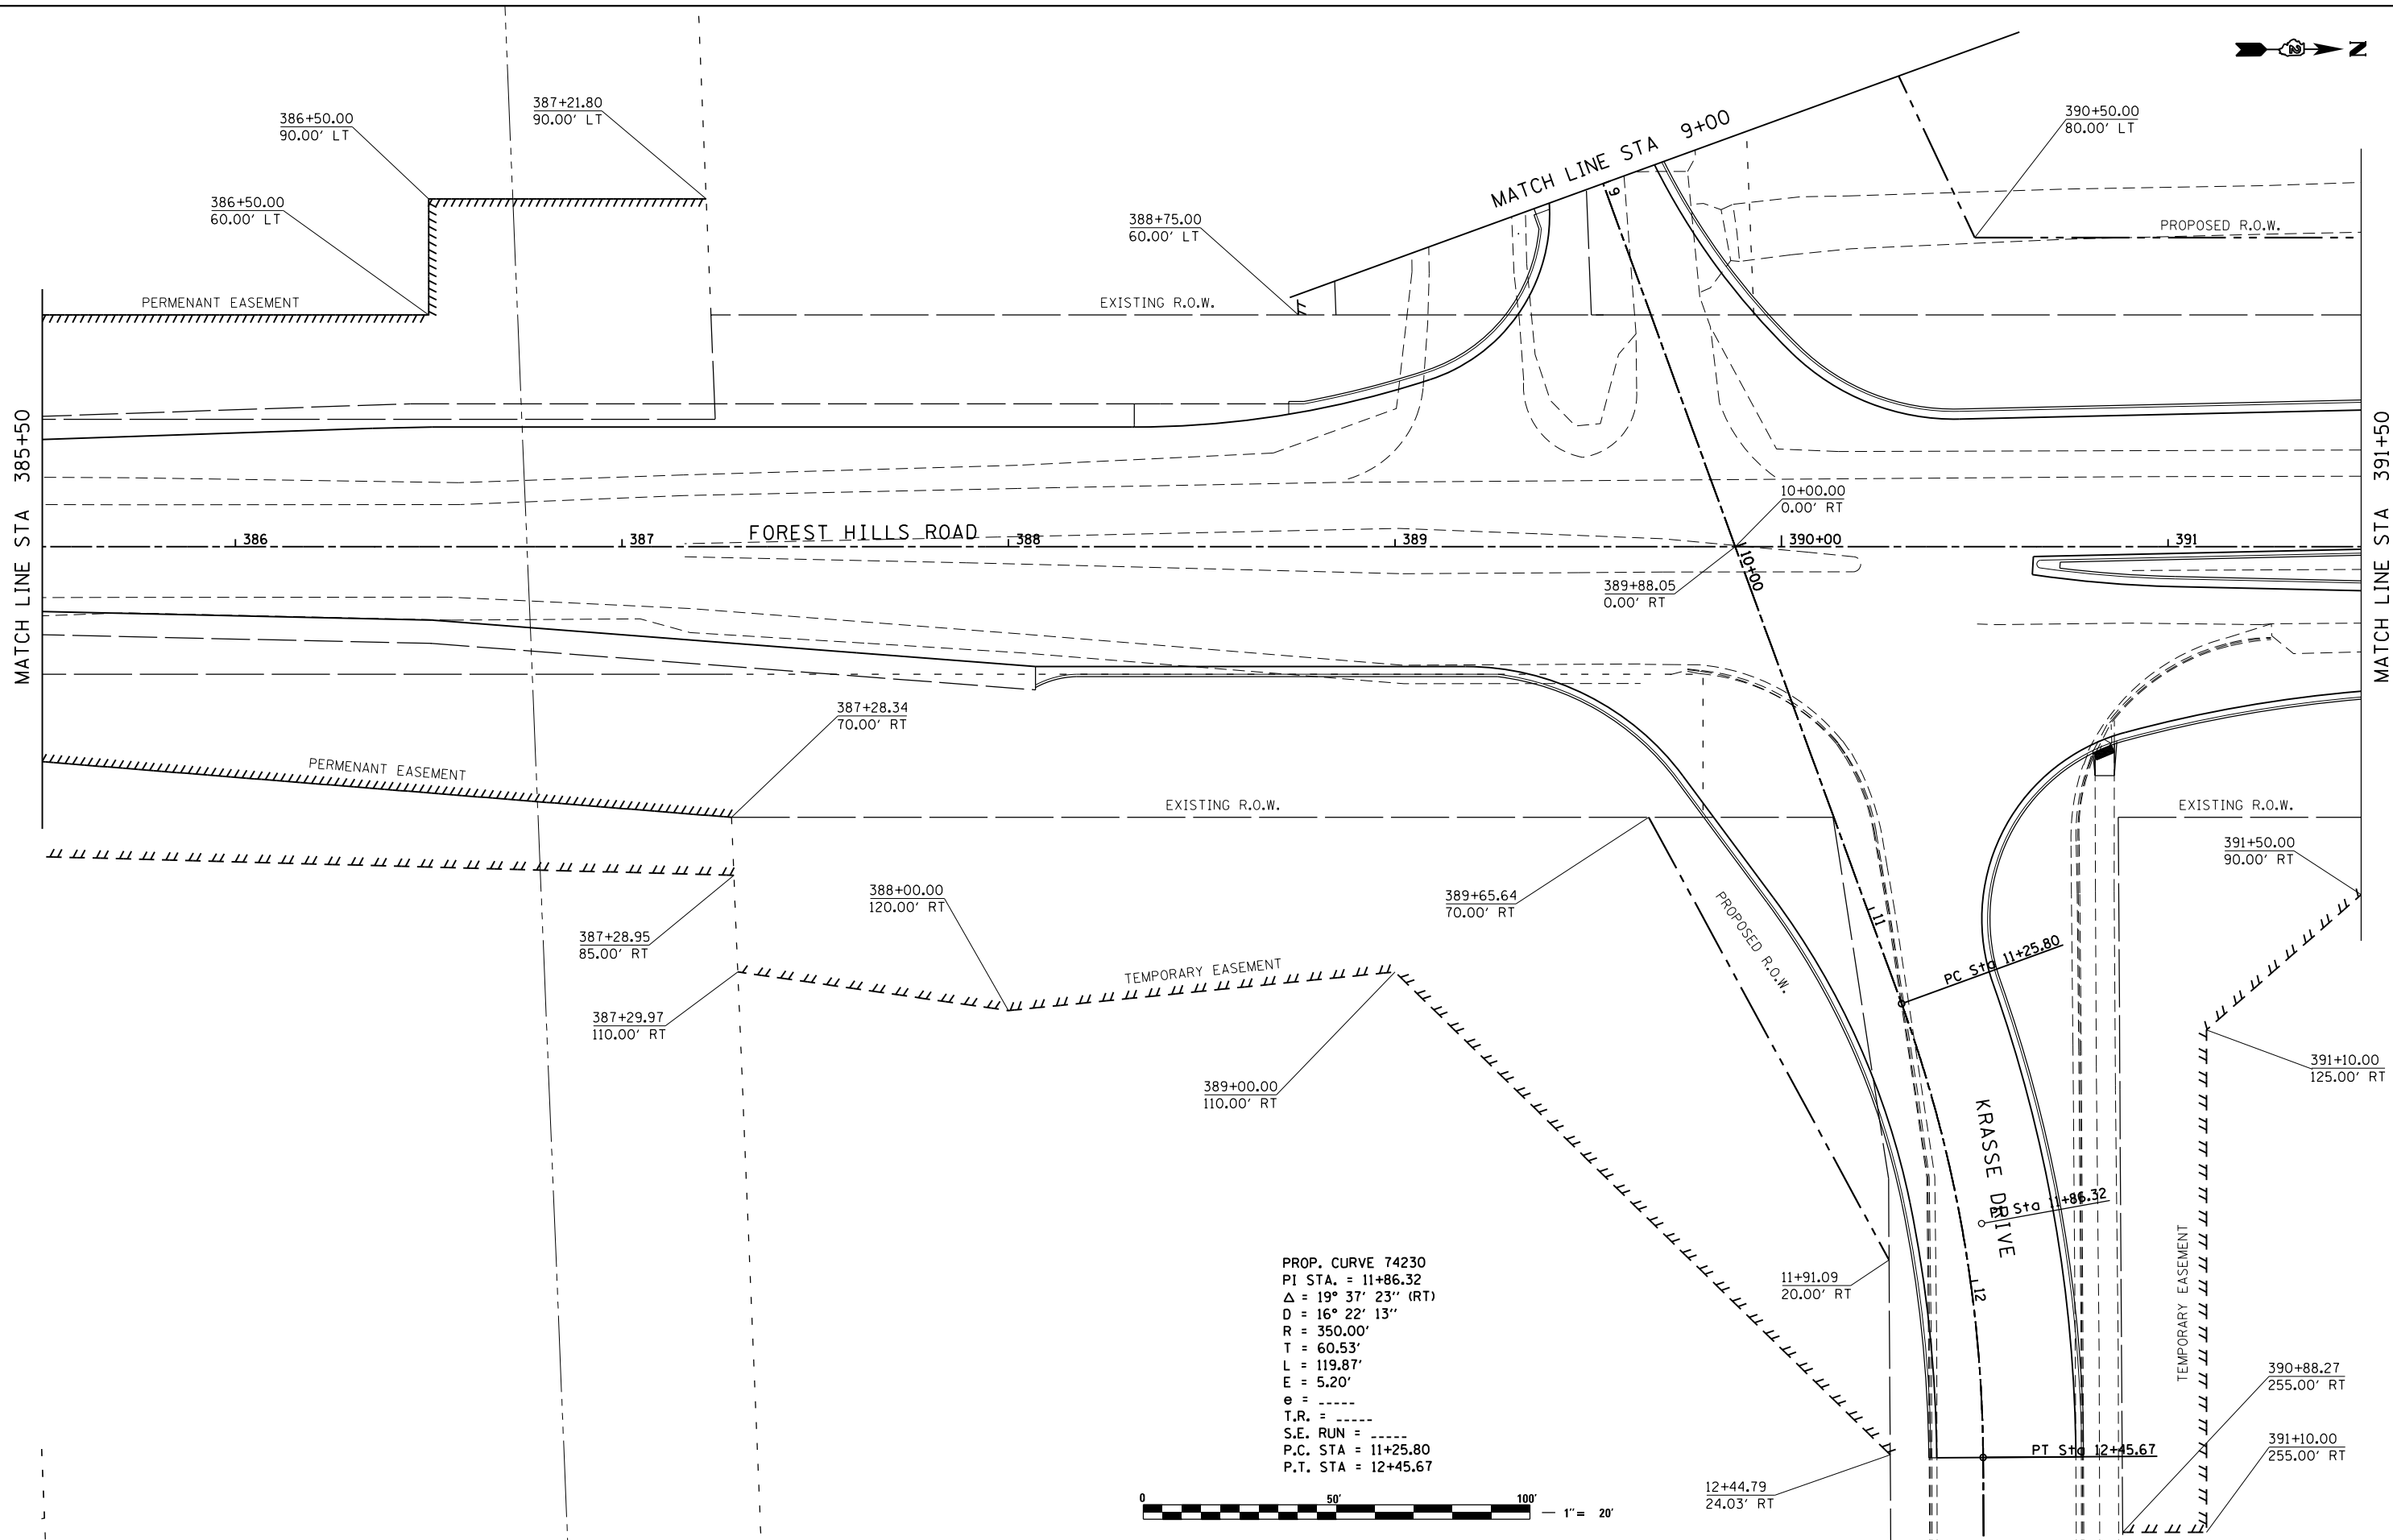 N
387+21.80
90.00' LT
386+50.00
90.00' LT
390+50.00
80.00' LT
MATCH LINE STA 9+00
9
386+50.00
60.00' LT
388+75.00
60.00' LT
PROPOSED R.O.W.
PERMENANT EASEMENT
EXISTING R.O.W.
MATCH LINE STA 385+50
MATCH LINE STA 391+50
10+00.00
0.00' RT
FOREST HILLS ROAD
386
387
388
389
390+00
391
10+00
389+88.05
0.00' RT
387+28.34
70.00' RT
PERMENANT EASEMENT
EXISTING R.O.W.
EXISTING R.O.W.
391+50.00
90.00' RT
388+00.00
120.00' RT
389+65.64
70.00' RT
PROPOSED R.O.W.
11
387+28.95
85.00' RT
PC Sta 11+25.80
TEMPORARY EASEMENT
387+29.97
110.00' RT
391+10.00
125.00' RT
389+00.00
110.00' RT
KRASSE DRIVE
PI Sta 11+86.32
TEMPORARY EASEMENT
PROP. CURVE 74230
PI STA. = 11+86.32
Δ = 19° 37' 23" (RT)
D = 16° 22' 13"
R = 350.00'
T = 60.53'
L = 119.87'
E = 5.20'
e = -----
T.R. = -----
S.E. RUN = -----
P.C. STA = 11+25.80
P.T. STA = 12+45.67
11+91.09
20.00' RT
12
390+88.27
255.00' RT
PT Sta 12+45.67
391+10.00
255.00' RT
12+44.79
24.03' RT
0 50' 100'
1" = 20'